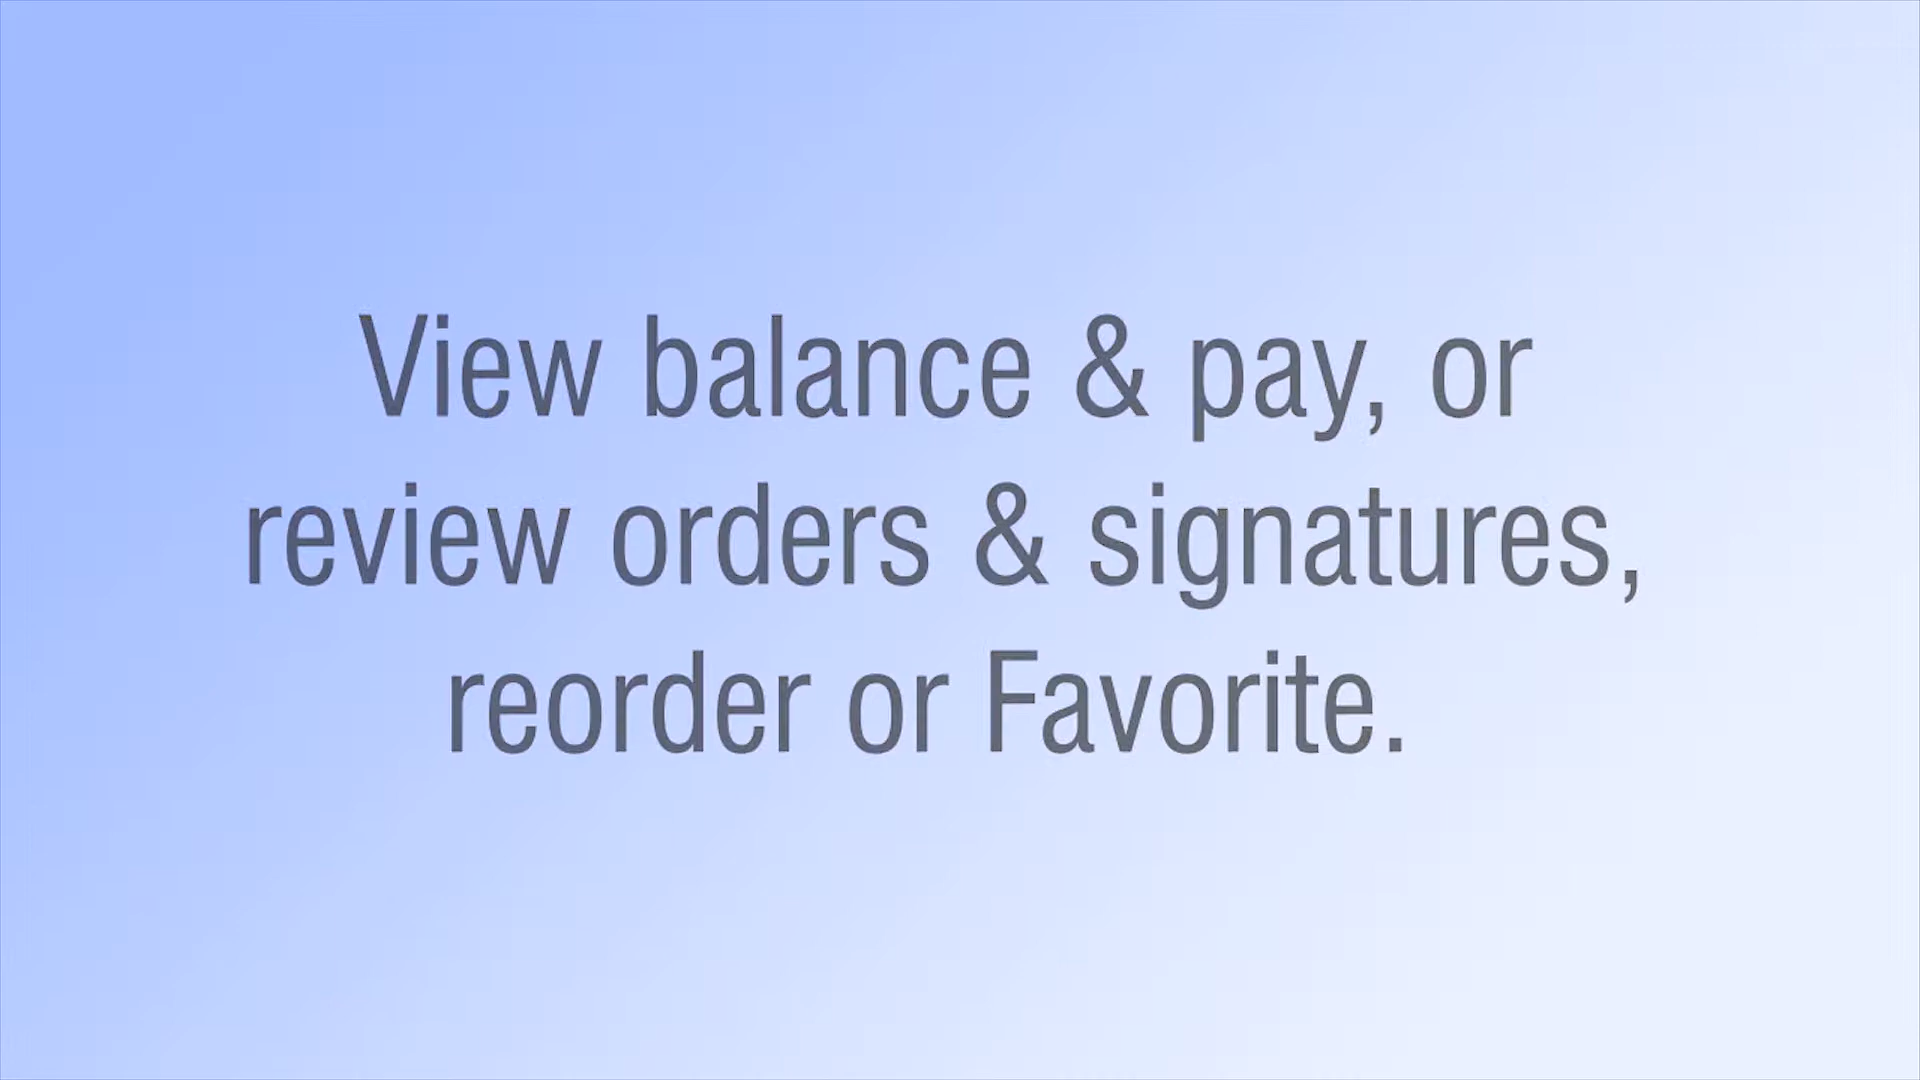 View balance & pay, or
review orders & signatures,
reorder or Favorite.